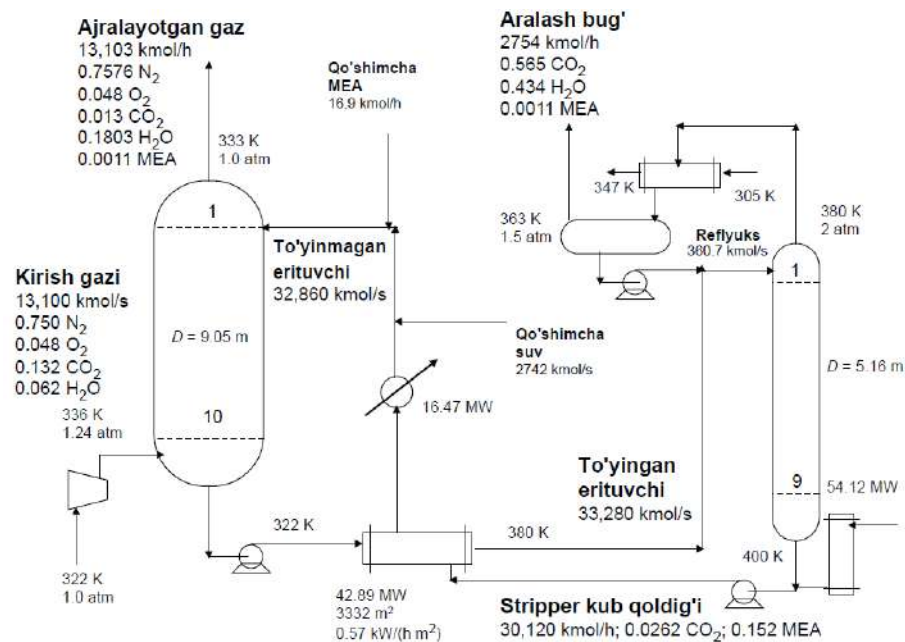 Ajralayotgan gaz
13,103 kmol/h
0.7576 N₂
0.048 O₂
0.013 CO₂
0.1803 H₂O
0.0011 MEA
333 K
1.0 atm
Qo'shimcha
MEA
16.9 kmol/h
Aralash bug'
2754 kmol/h
0.565 CO₂
0.434 H₂O
0.0011 MEA
347 K
305 K
363 K
1.5 atm
380 K
2 atm
Reflyuks
360.7 kmol/s
1
1
To'yinmagan
erituvchi
32,860 kmol/s
Kirish gazi
13,100 kmol/s
0.750 N₂
0.048 O₂
0.132 CO₂
0.062 H₂O
D = 9.05 m
Qo'shimcha
suv
2742 kmol/s
D = 5.16 m
336 K
1.24 atm
10
16.47 MW
To'yingan
erituvchi
33,280 kmol/s
9
54.12 MW
322 K
380 K
400 K
322 K
1.0 atm
42.89 MW
3332 m²
0.57 kW/(h m²)
Stripper kub qoldig'i
30,120 kmol/h; 0.0262 CO₂; 0.152 MEA